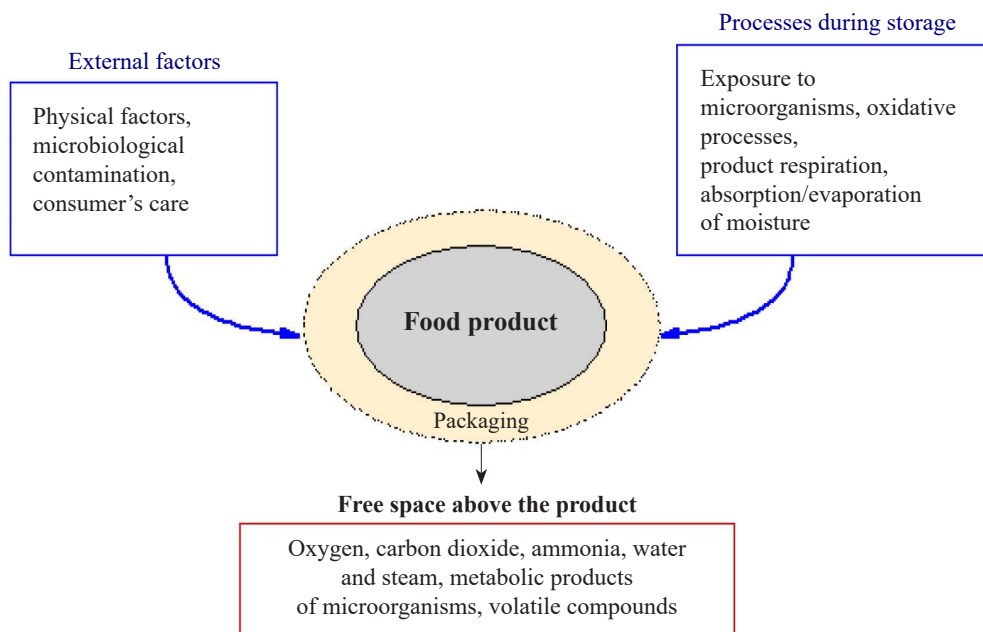 External factors
Physical factors,
microbiological
contamination,
consumer’s care
Processes during storage
Exposure to
microorganisms, oxidative
processes,
product respiration,
absorption/evaporation
of moisture
Food product
Packaging
Free space above the product
Oxygen, carbon dioxide, ammonia, water
and steam, metabolic products
of microorganisms, volatile compounds